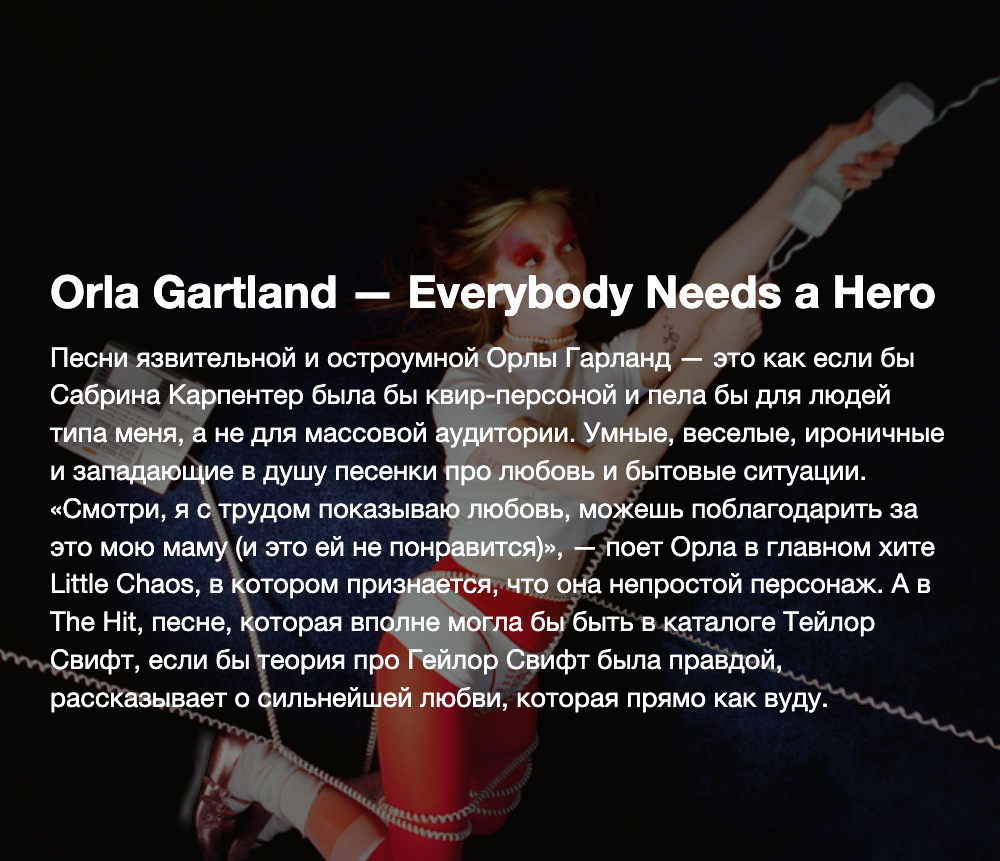 Orla Gartland — Everybody Needs a Hero
Песни язвительной и остроумной Орлы Гарланд — это как если бы
Сабрина Карпентер была бы квир-персоной и пела бы для людей
типа меня, а не для массовой аудитории. Умные, веселые, ироничные
и западающие в душу песенки про любовь и бытовые ситуации.
«Смотри, я с трудом показываю любовь, можешь поблагодарить за
это мою маму (и это ей не понравится)», — поет Орла в главном хите
Little Chaos, в котором признается, что она непростой персонаж. А в
The Hit, песне, которая вполне могла бы быть в каталоге Тейлор
Свифт, если бы теория про Гейлор Свифт была правдой,
рассказывает о сильнейшей любви, которая прямо как вуду.